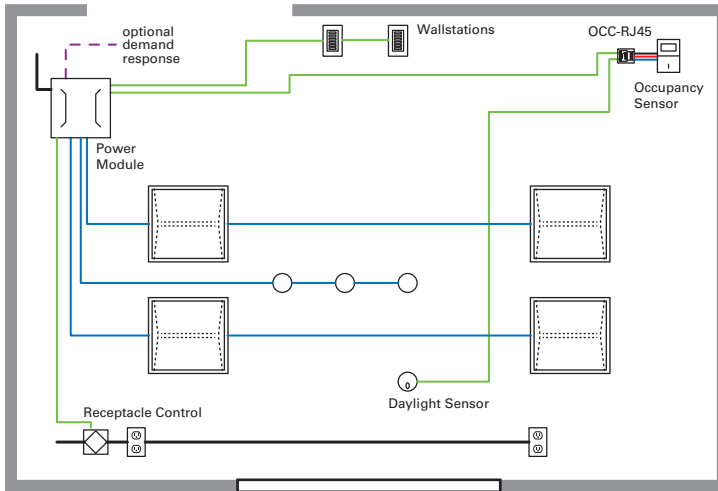 optional
demand
response
Wallstations
OCC-RJ45
Occupancy
Sensor
Power
Module
Daylight Sensor
Receptacle Control